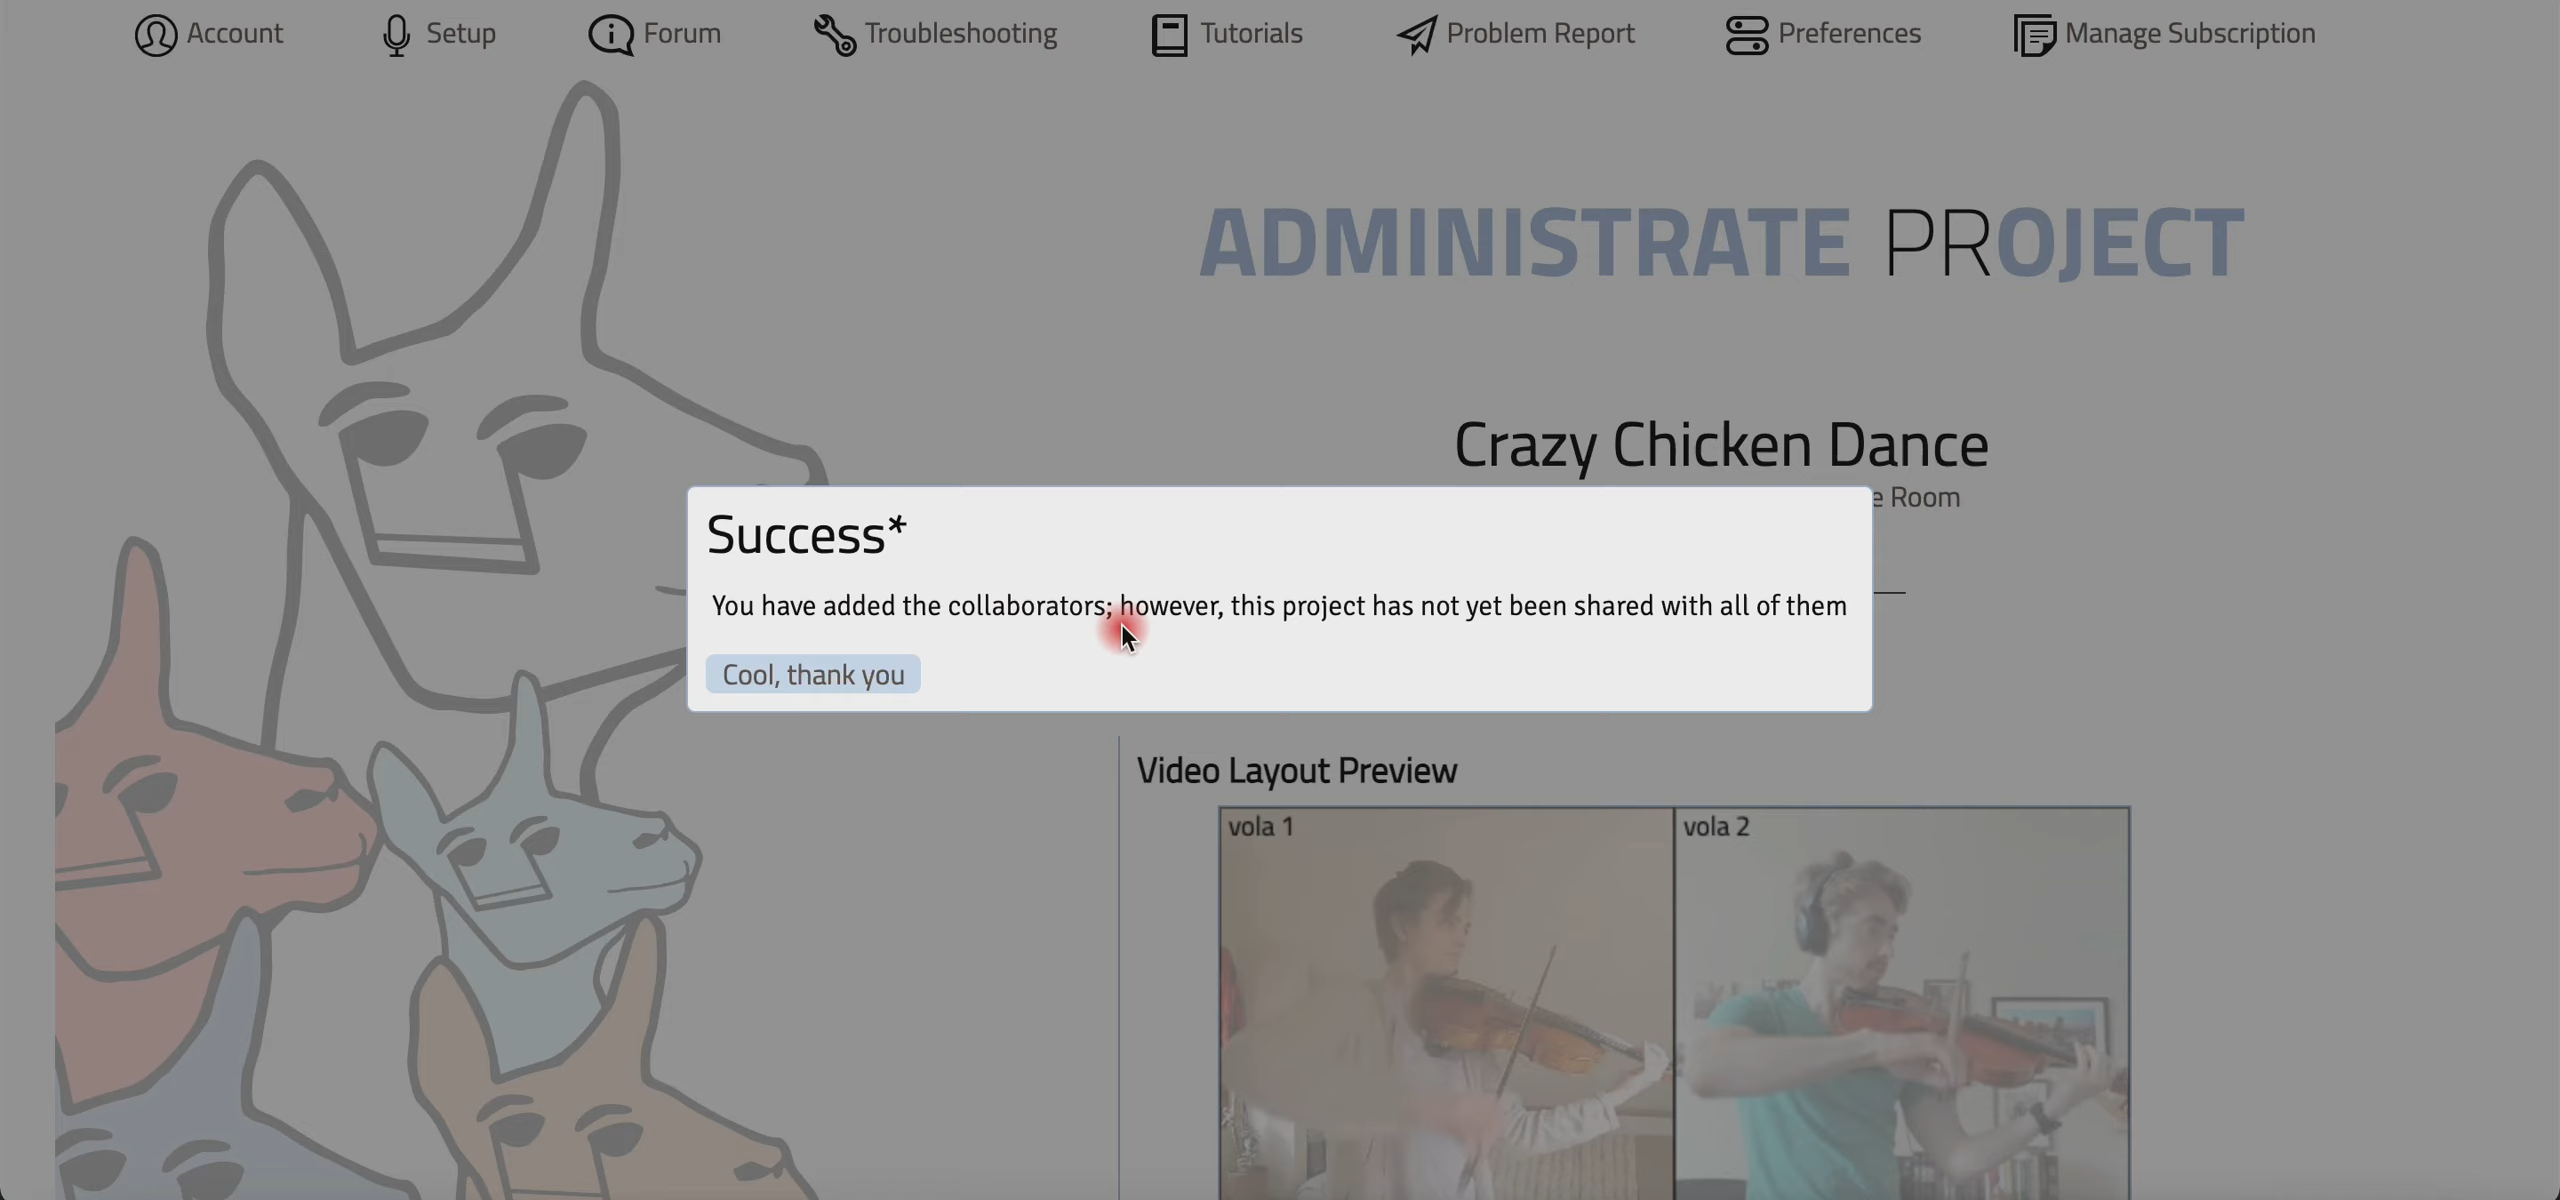 Account Setup Forum Troubleshooting Tutorials Problem Report Preferences Manage Subscription
ADMINISTRATE PROJECT
Crazy Chicken Dance
Room
Success*
You have added the collaborators; however, this project has not yet been shared with all of them
Cool, thank you
Video Layout Preview
vola 1
vola 2